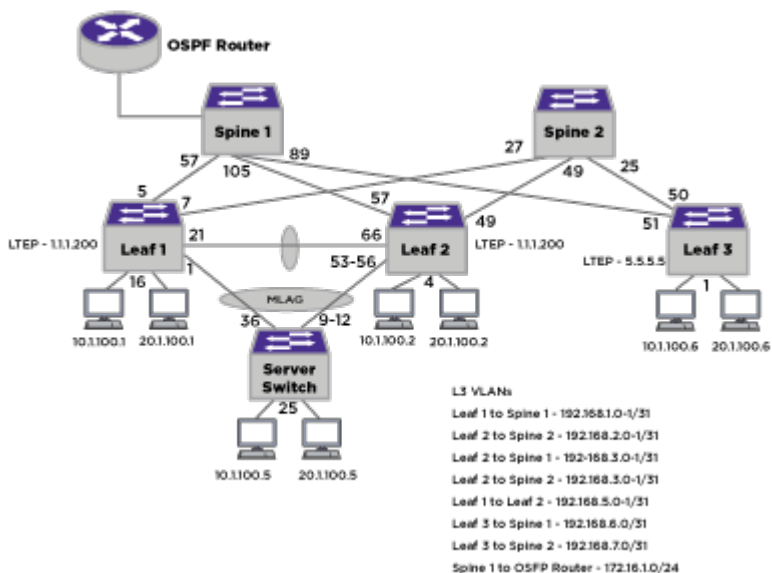 OSPF Router
Spine 1
Spine 2
57
105
89
27
49
25
5
7
57
49
50
51
LTEP - 1.1.1.200
Leaf 1
21
66
Leaf 2
LTEP - 1.1.1.200
Leaf 3
LTEP - 5.5.5.5
16
1
53-56
4
1
MLAG
36
9-12
10.1.100.1
20.1.100.1
10.1.100.2
20.1.100.2
10.1.100.6
20.1.100.6
Server
Switch
25
10.1.100.5
20.1.100.5
L3 VLANs
Leaf 1 to Spine 1 - 192.168.1.0-1/31
Leaf 2 to Spine 2 - 192.168.2.0-1/31
Leaf 2 to Spine 1 - 192-168.3.0-1/31
Leaf 2 to Spine 2 - 192.168.3.0-1/31
Leaf 1 to Leaf 2 - 192.168.5.0-1/31
Leaf 3 to Spine 1 - 192.168.6.0/31
Leaf 3 to Spine 2 - 192.168.7.0/31
Spine 1 to OSFP Router - 172.16.1.0/24